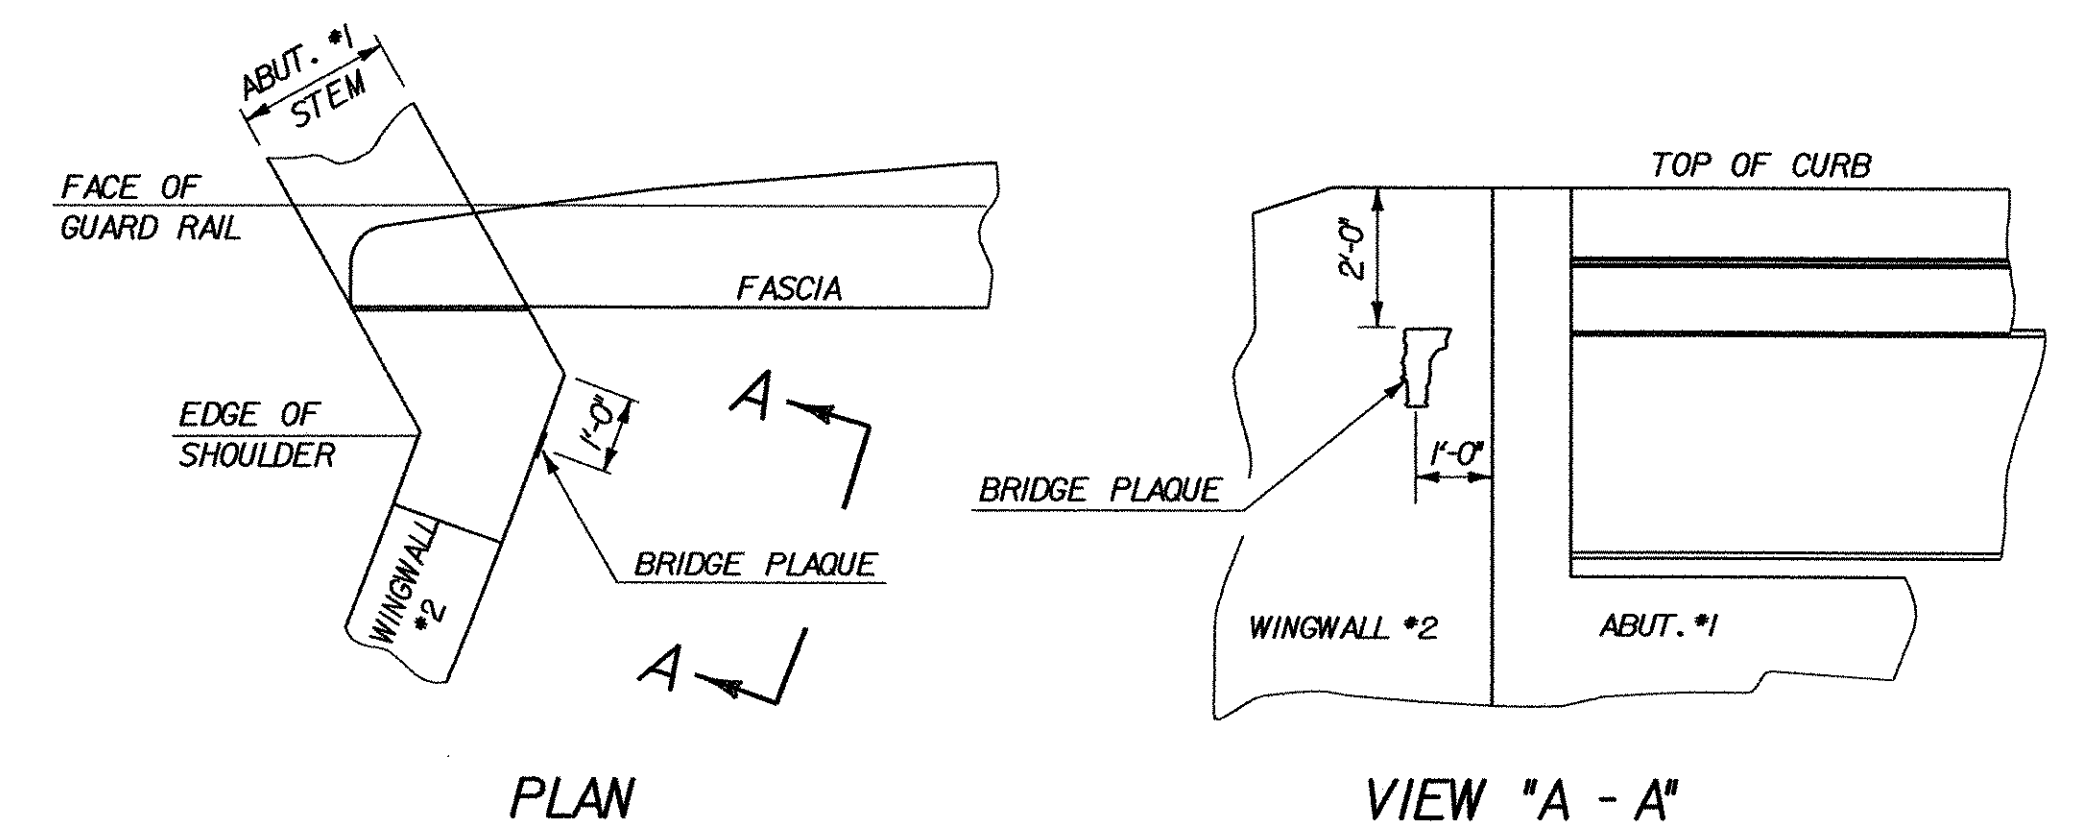 ABUT. #1
STEM
FACE OF
GUARD RAIL
FASCIA
EDGE OF
SHOULDER
1'-0"
A
BRIDGE PLAQUE
WINGWALL
#2
A
PLAN
TOP OF CURB
2'-0"
1'-0"
BRIDGE PLAQUE
WINGWALL #2
ABUT. #1
VIEW "A - A"